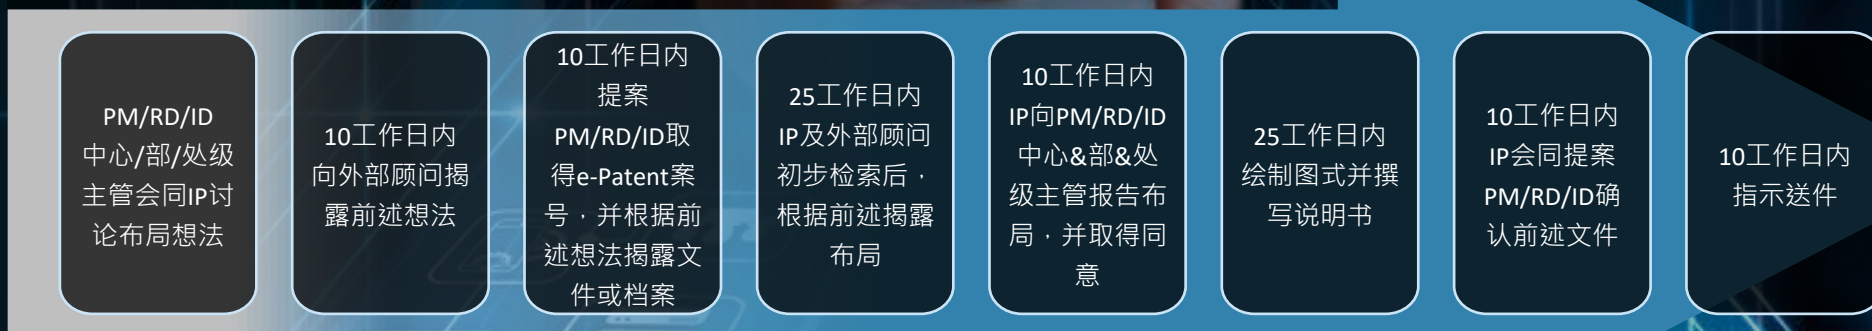 PM/RD/ID
中心/部/处级
主管会同IP讨
论布局想法
10工作日内
向外部顾问揭
露前述想法
10工作日内
提案
PM/RD/ID取
得e-Patent案
号，并根据前
述想法揭露文
件或档案
25工作日内
IP及外部顾问
初步检索后，
根据前述揭露
布局
10工作日内
IP向PM/RD/ID
中心&部&处
级主管报告布
局，并取得同
意
25工作日内
绘制图式并撰
写说明书
10工作日内
IP会同提案
PM/RD/ID确
认前述文件
10工作日内
指示送件